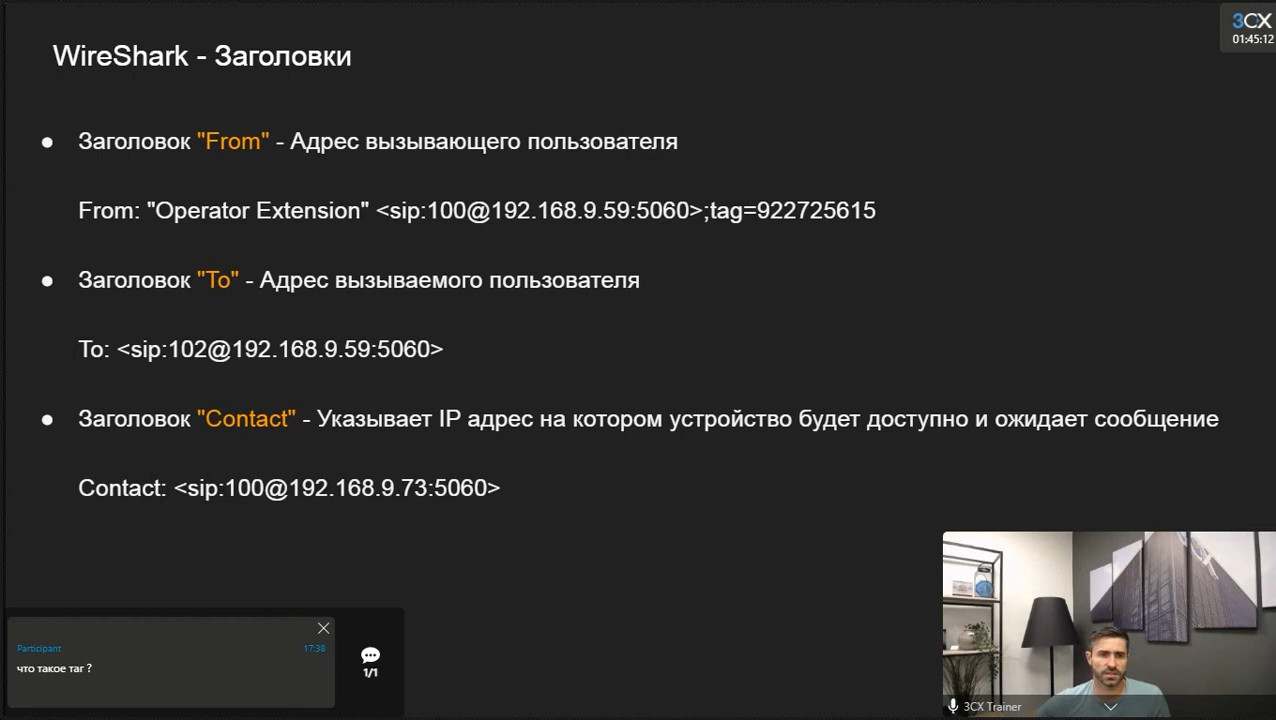 3CX
01:45:12
WireShark - Заголовки
● Заголовок "From" - Адрес вызывающего пользователя
From: "Operator Extension" <sip:100@192.168.9.59:5060>;tag=922725615
● Заголовок "To" - Адрес вызываемого пользователя
To: <sip:102@192.168.9.59:5060>
● Заголовок "Contact" - Указывает IP адрес на котором устройство будет доступно и ожидает сообщение
Contact: <sip:100@192.168.9.73:5060>
Participant 17:38
что такое таг ?
1/1
3CX Trainer